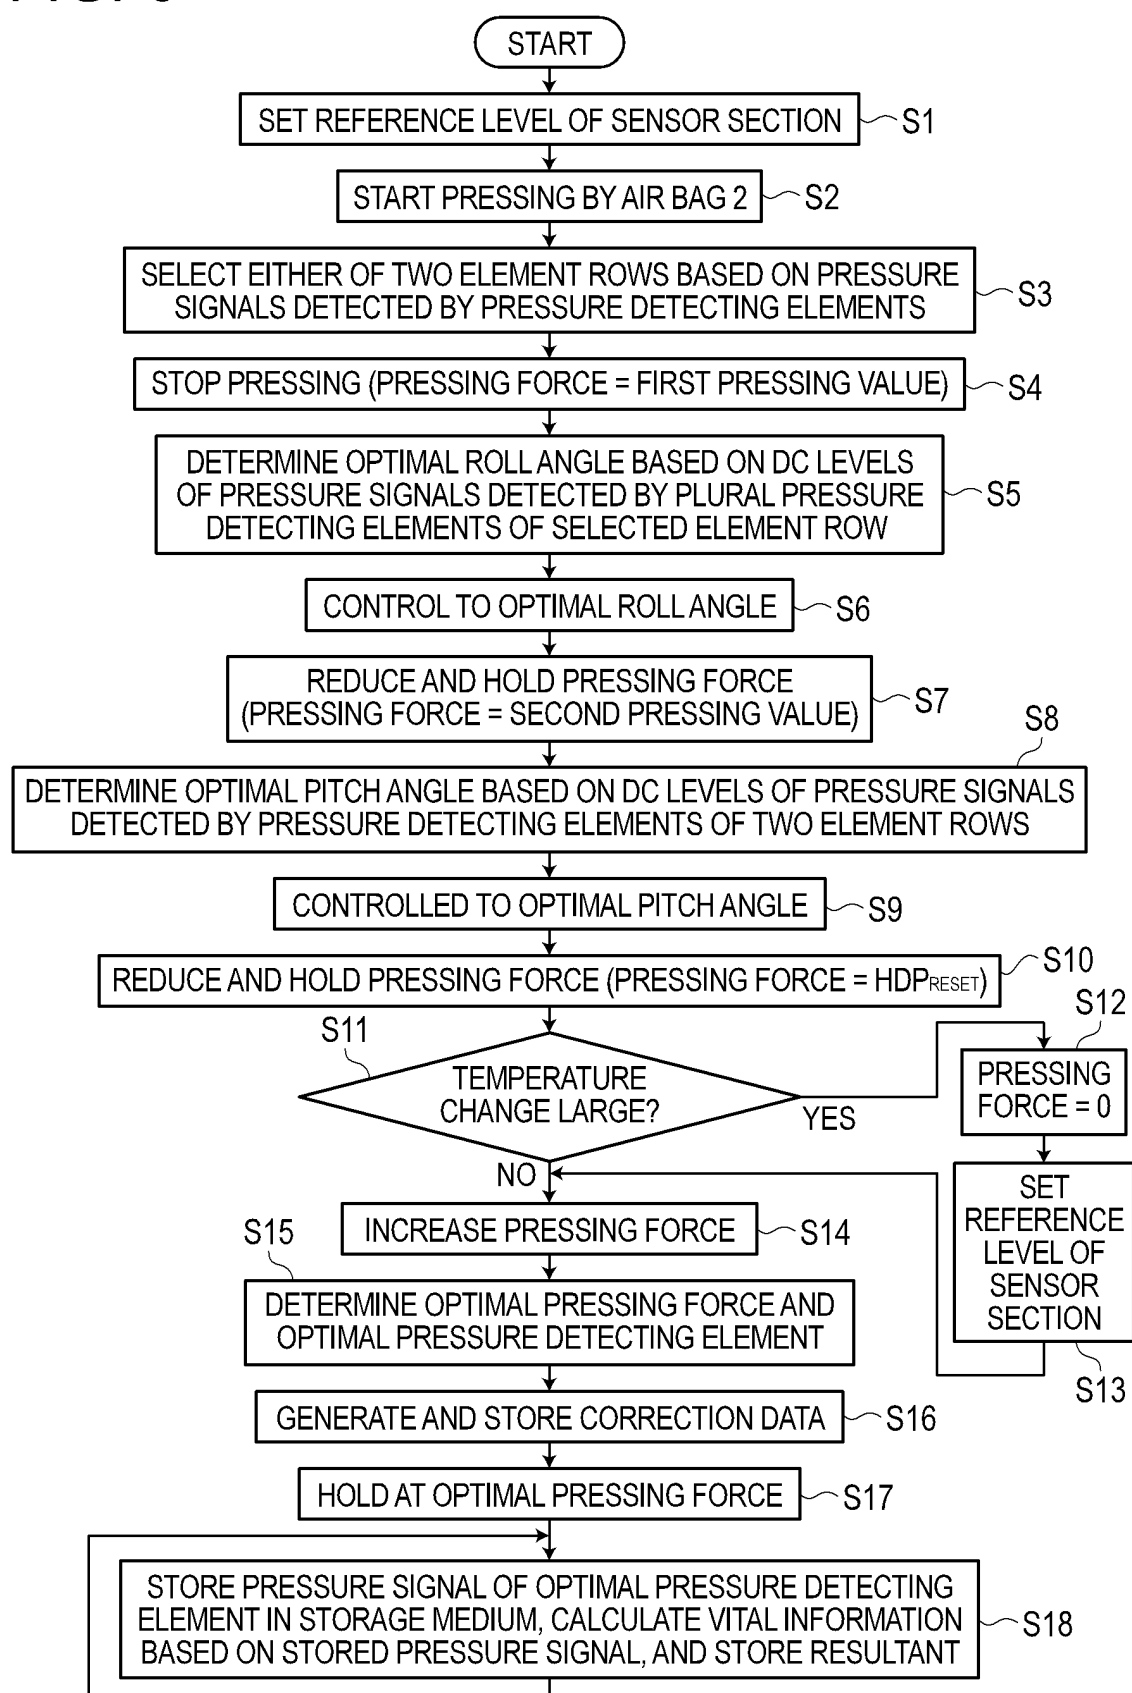 START
SET REFERENCE LEVEL OF SENSOR SECTION
S1
START PRESSING BY AIR BAG 2
S2
SELECT EITHER OF TWO ELEMENT ROWS BASED ON PRESSURE
SIGNALS DETECTED BY PRESSURE DETECTING ELEMENTS
S3
STOP PRESSING (PRESSING FORCE = FIRST PRESSING VALUE)
S4
DETERMINE OPTIMAL ROLL ANGLE BASED ON DC LEVELS
OF PRESSURE SIGNALS DETECTED BY PLURAL PRESSURE
DETECTING ELEMENTS OF SELECTED ELEMENT ROW
S5
CONTROL TO OPTIMAL ROLL ANGLE
S6
REDUCE AND HOLD PRESSING FORCE
(PRESSING FORCE = SECOND PRESSING VALUE)
S7
S8
DETERMINE OPTIMAL PITCH ANGLE BASED ON DC LEVELS OF PRESSURE SIGNALS
DETECTED BY PRESSURE DETECTING ELEMENTS OF TWO ELEMENT ROWS
CONTROLLED TO OPTIMAL PITCH ANGLE
S9
REDUCE AND HOLD PRESSING FORCE (PRESSING FORCE = HDPRESET)
S10
S11
TEMPERATURE
CHANGE LARGE?
YES
NO
S12
PRESSING
FORCE = 0
SET
REFERENCE
LEVEL OF
SENSOR
SECTION
S13
INCREASE PRESSING FORCE
S14
S15
DETERMINE OPTIMAL PRESSING FORCE AND
OPTIMAL PRESSURE DETECTING ELEMENT
GENERATE AND STORE CORRECTION DATA
S16
HOLD AT OPTIMAL PRESSING FORCE
S17
STORE PRESSURE SIGNAL OF OPTIMAL PRESSURE DETECTING
ELEMENT IN STORAGE MEDIUM, CALCULATE VITAL INFORMATION
BASED ON STORED PRESSURE SIGNAL, AND STORE RESULTANT
S18